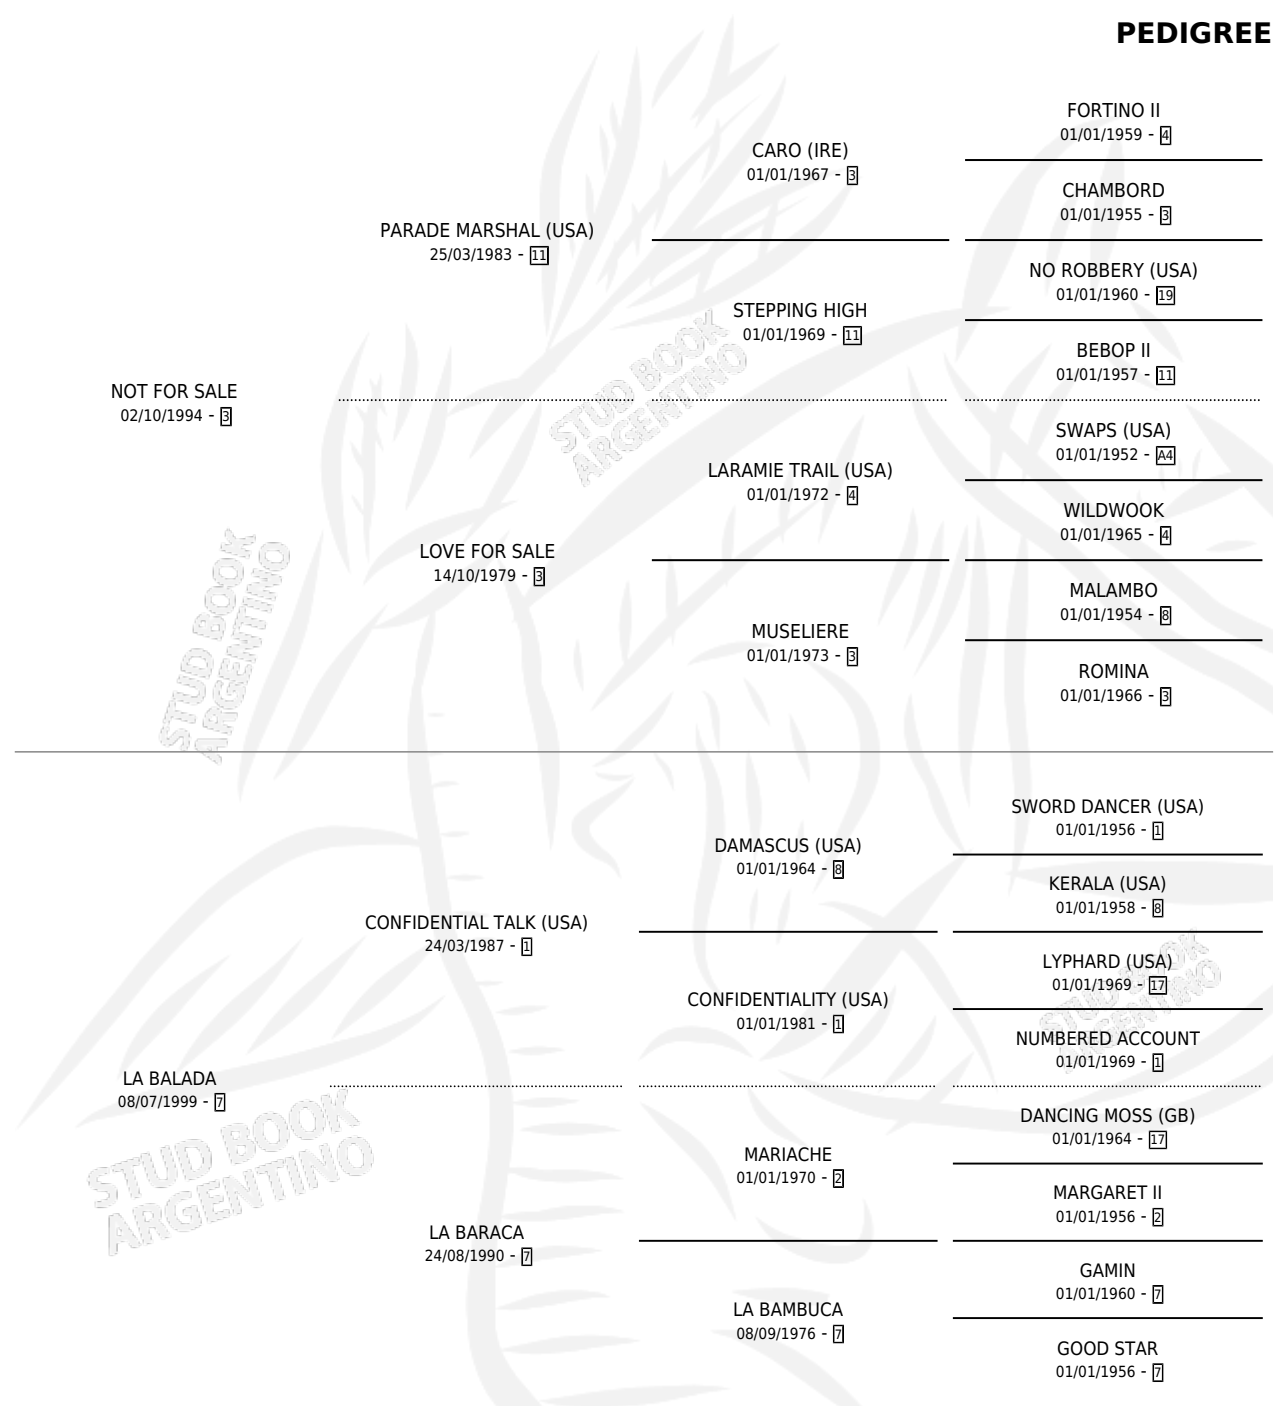 PEDIGREE
FORTINO II
01/01/1959 - 4
CARO (IRE)
01/01/1967 - 3
CHAMBORD
01/01/1955 - 3
PARADE MARSHAL (USA)
25/03/1983 - 11
NO ROBBERY (USA)
01/01/1960 - 19
STEPPING HIGH
01/01/1969 - 11
BEBOP II
01/01/1957 - 11
NOT FOR SALE
02/10/1994 - 3
SWAPS (USA)
01/01/1952 - A4
LARAMIE TRAIL (USA)
01/01/1972 - 4
WILDWOOK
01/01/1965 - 4
LOVE FOR SALE
14/10/1979 - 3
MALAMBO
01/01/1954 - 8
MUSELIERE
01/01/1973 - 3
ROMINA
01/01/1966 - 3
SWORD DANCER (USA)
01/01/1956 - 1
DAMASCUS (USA)
01/01/1964 - 8
KERALA (USA)
01/01/1958 - 8
CONFIDENTIAL TALK (USA)
24/03/1987 - 1
LYPHARD (USA)
01/01/1969 - 17
CONFIDENTIALITY (USA)
01/01/1981 - 1
NUMBERED ACCOUNT
01/01/1969 - 1
LA BALADA
08/07/1999 - 7
DANCING MOSS (GB)
01/01/1964 - 17
MARIACHE
01/01/1970 - 2
MARGARET II
01/01/1956 - 2
LA BARACA
24/08/1990 - 7
GAMIN
01/01/1960 - 7
LA BAMBUCA
08/09/1976 - 7
GOOD STAR
01/01/1956 - 7
STUD BOOK
ARGENTINO
STUD BOOK
ARGENTINO
STUD BOOK
ARGENTINO
STUD BOOK
ARGENTINO